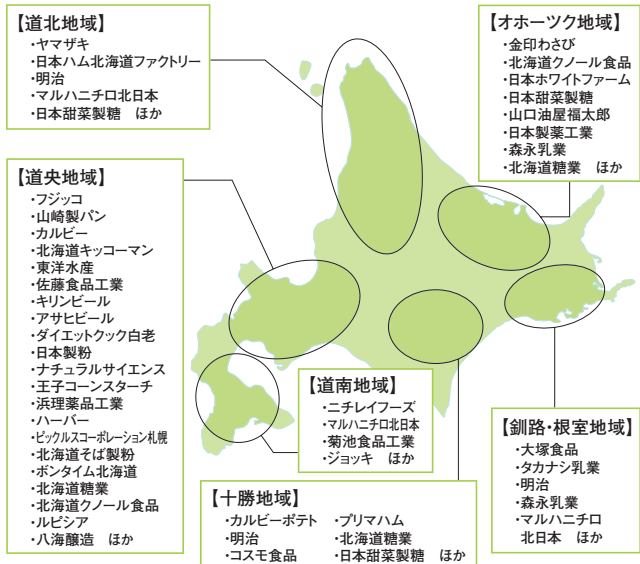 【道北地域】
・ヤマザキ
・日本ハム北海道ファクトリー
・明治
・マルハニチロ北日本
・日本甜菜製糖　ほか
【オホーツク地域】
・金印わさび
・北海道クノール食品
・日本ホワイトファーム
・日本甜菜製糖
・山口油屋福太郎
・日本製薬工業
・森永乳業
・北海道糖業　ほか
【道央地域】
・フジッコ
・山崎製パン
・カルビー
・北海道キッコーマン
・東洋水産
・佐藤食品工業
・キリンビール
・アサヒビール
・ダイエットクック白老
・日本製粉
・ナチュラルサイエンス
・王子コーンスターチ
・浜理薬品工業
・ハーバー
・ピックルスコーポレーション札幌
・北海道そば製粉
・ボンタイム北海道
・北海道糖業
・北海道クノール食品
・ルピシア
・八海醸造　ほか
【道南地域】
・ニチレイフーズ
・マルハニチロ北日本
・菊池食品工業
・ジョッキ　ほか
【十勝地域】
・カルビーポテト　・プリマハム
・明治　・北海道糖業
・コスモ食品　・日本甜菜製糖　ほか
【釧路・根室地域】
・大塚食品
・タカナシ乳業
・明治
・森永乳業
・マルハニチロ
北日本　ほか